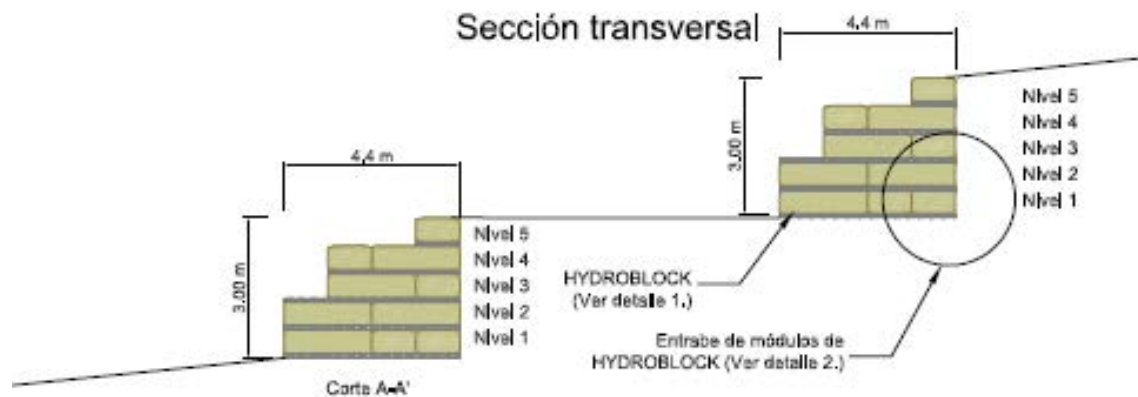 Sección transversal
4,4 m
3,00 m
Nivel 5
Nivel 4
Nivel 3
Nivel 2
Nivel 1
4,4 m
3,00 m
Nivel 5
Nivel 4
Nivel 3
Nivel 2
Nivel 1
HYDROBLOCK
(Ver detalle 1.)
Entrabe de módulos de
HYDROBLOCK (Ver detalle 2.)
Corte A-A'